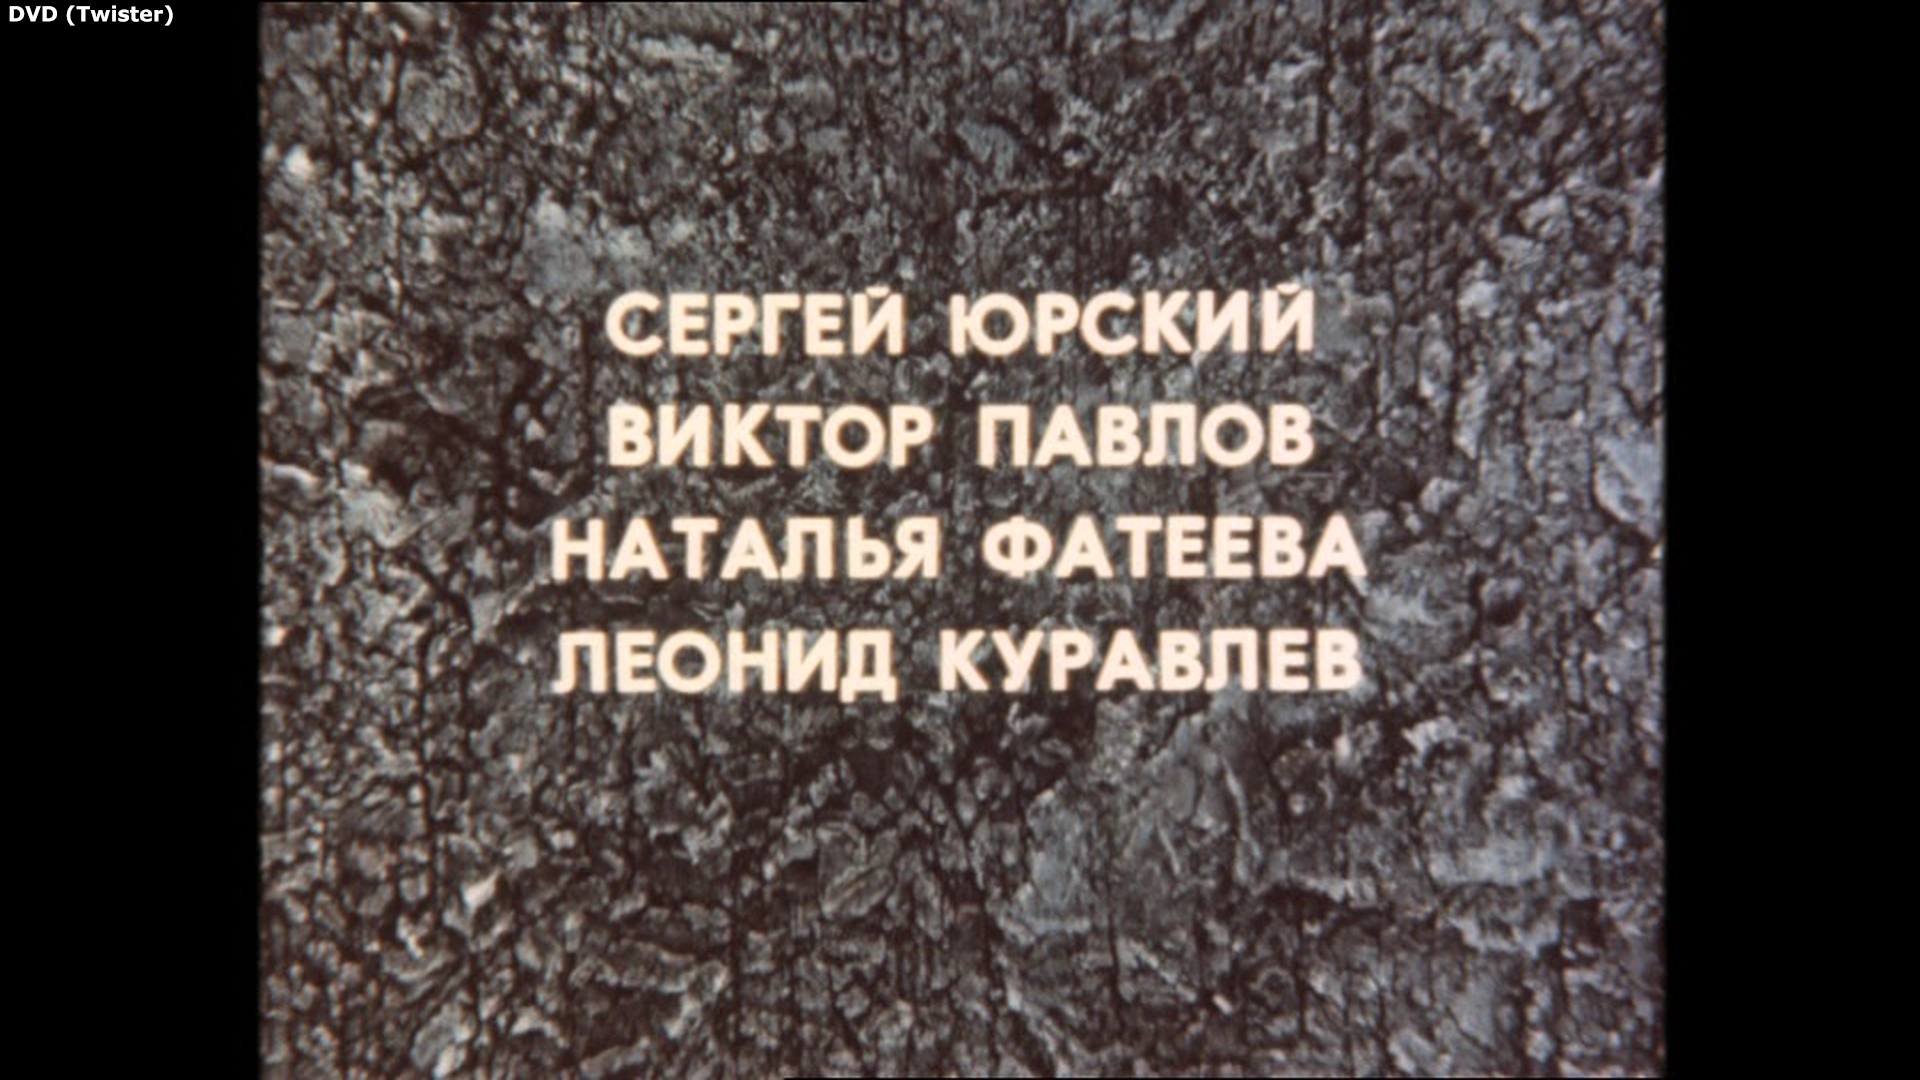 DVD (Twister)
СЕРГЕЙ ЮРСКИЙ
ВИКТОР ПАВЛОВ
НАТАЛЬЯ ФАТЕЕВА
ЛЕОНИД КУРАВЛЕВ